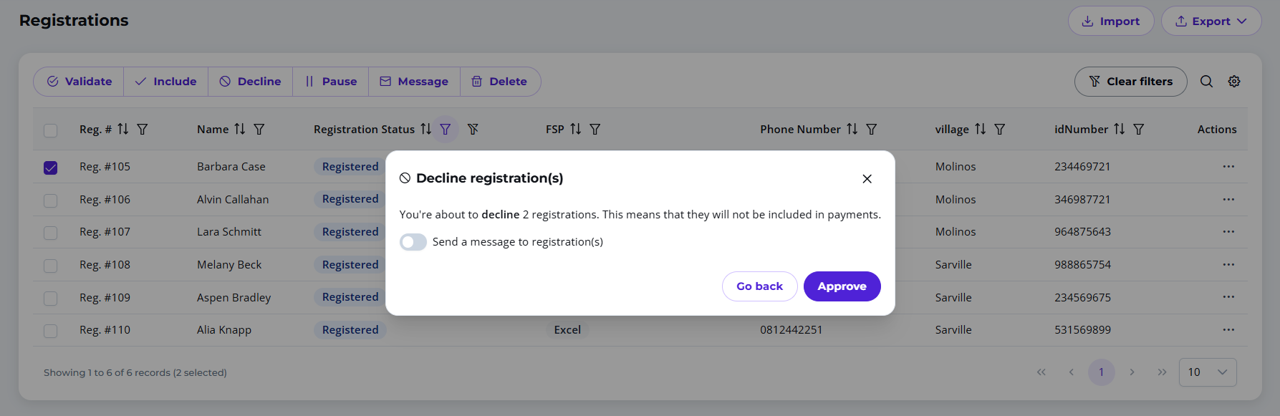 Registrations
Import
Export
Validate
Include
Decline
Pause
Message
Delete
Clear filters
Reg. # Name Registration Status FSP Phone Number village idNumber Actions
Reg. #105 Barbara Case Registered Molinos 234469721
Reg. #106 Alvin Callahan Registered Molinos 346987721
Reg. #107 Lara Schmitt Registered Molinos 964875643
Reg. #108 Melany Beck Registered Sarville 988865754
Reg. #109 Aspen Bradley Registered Sarville 234569675
Reg. #110 Alia Knapp Registered Excel 0812442251 Sarville 531569899
Decline registration(s)
You're about to decline 2 registrations. This means that they will not be included in payments.
Send a message to registration(s)
Go back
Approve
Showing 1 to 6 of 6 records (2 selected)
1
10